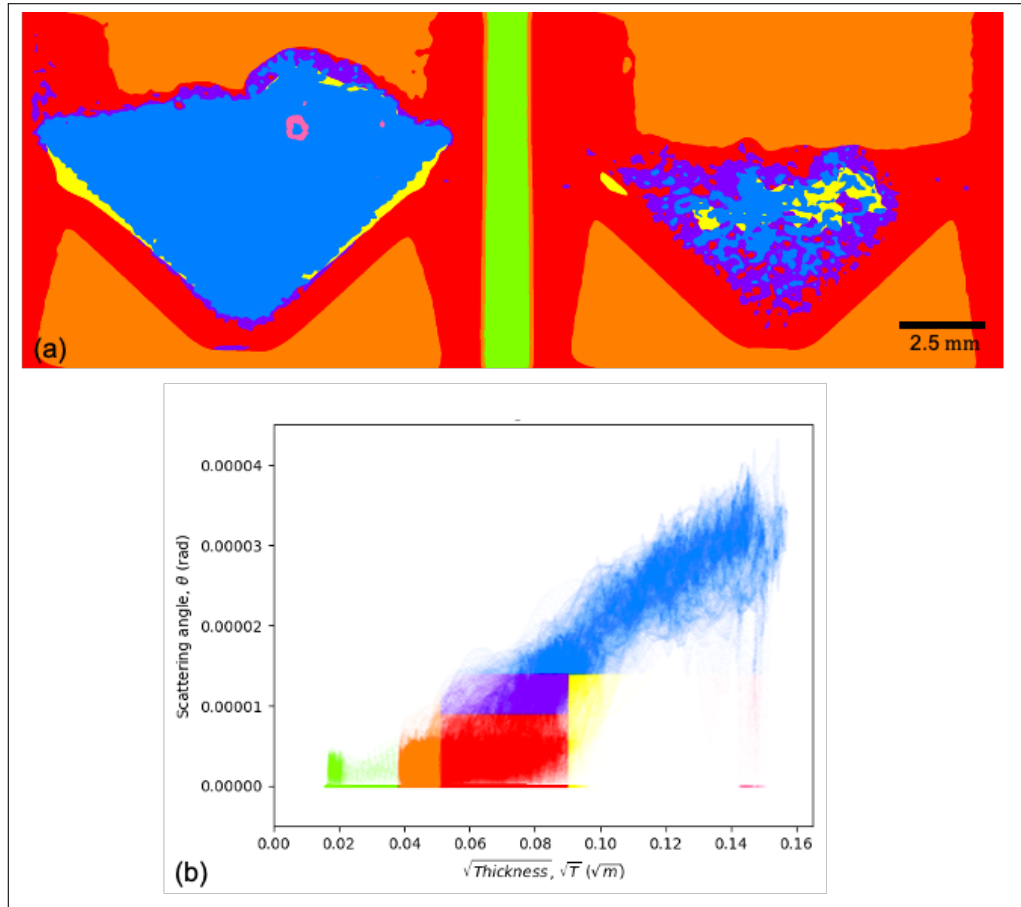 (a)
2.5 mm
0.00004
0.00003
0.00002
0.00001
0.00000
Scattering angle, θ (rad)
0.00 0.02 0.04 0.06 0.08 0.10 0.12 0.14 0.16
√Thickness, √T (√m)
(b)